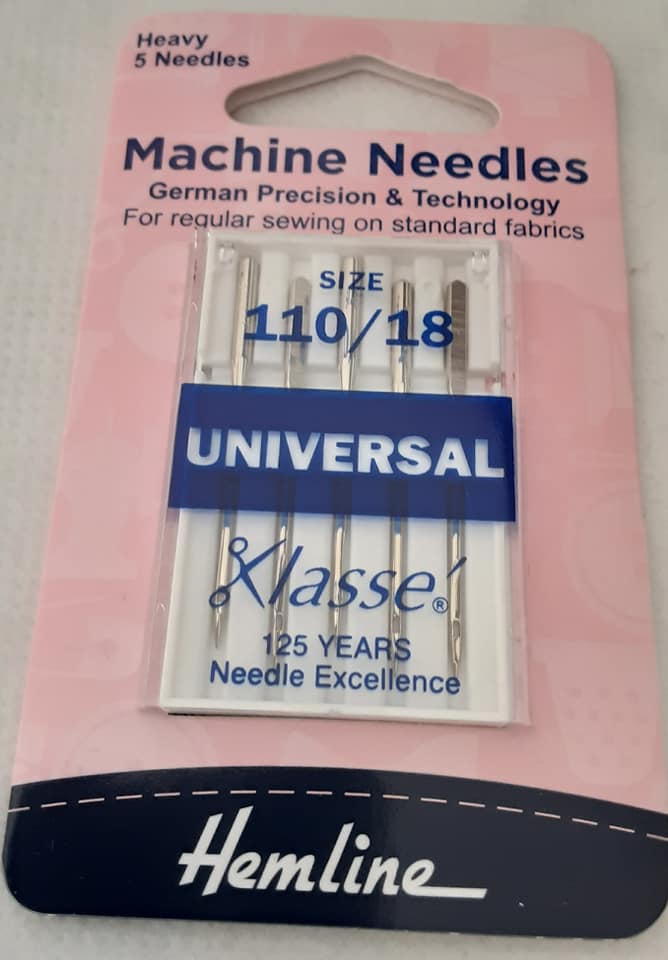 Heavy
5 Needles
Machine Needles
German Precision & Technology
For regular sewing on standard fabrics
SIZE
110/18
UNIVERSAL
Klassé®
125 YEARS
Needle Excellence
Hemline